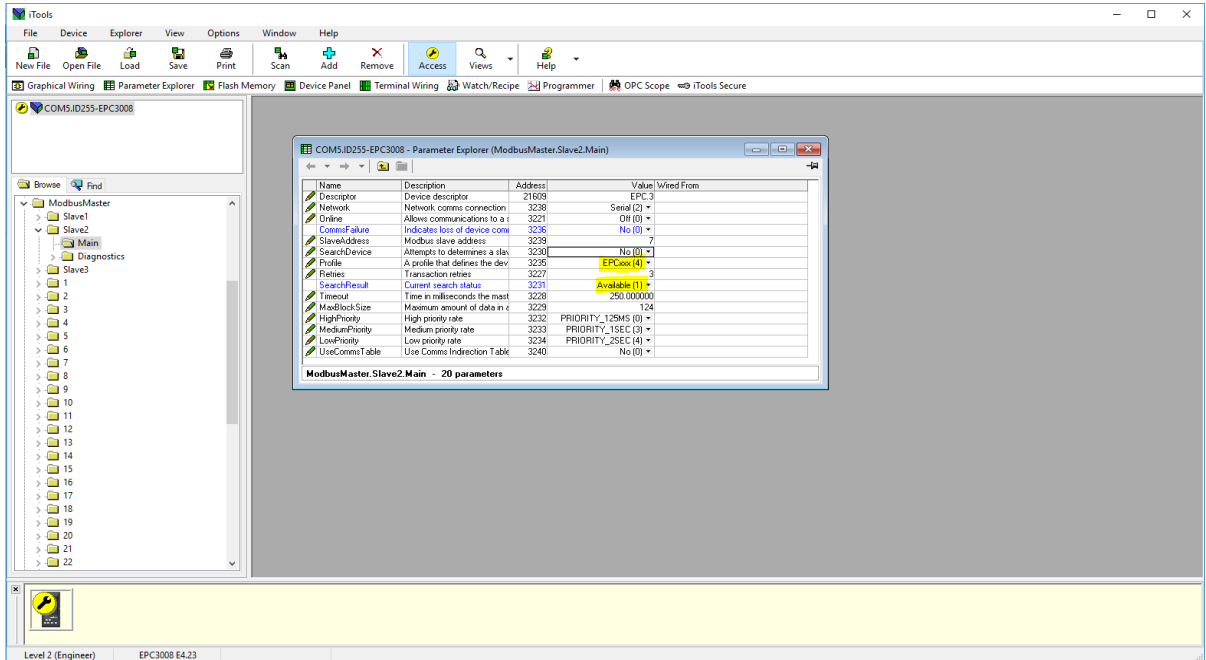 iTools
File Device Explorer View Options Window Help
New File Open File Load Save Print Scan Add Remove Access Views Help
Graphical Wiring Parameter Explorer Flash Memory Device Panel Terminal Wiring Watch/Recipe Programmer OPC Scope iTools Secure
COM5.ID255-EPC3008
COM5.ID255-EPC3008 - Parameter Explorer (ModbusMaster.Slave2.Main)
Name Description Address Value Wired From
Descriptor Device descriptor 21609 EPC.3
Network Network comms connection 3238 Serial (2)
Online Allows communications to a s 3221 Off (0)
CommsFailure Indicates loss of device com 3236 No (0)
SlaveAddress Modbus slave address 3239 7
SearchDevice Attempts to determines a slav 3230 No (0)
Profile A profile that defines the dev 3235 EPCxxx (4)
Retries Transaction retries 3227 3
SearchResult Current search status 3231 Available (1)
Timeout Time in milliseconds the mast 3228 250.000000
MaxBlockSize Maximum amount of data in a 3229 124
HighPriority High priority rate 3232 PRIORITY_125MS (0)
MediumPriority Medium priority rate 3233 PRIORITY_1SEC (3)
LowPriority Low priority rate 3234 PRIORITY_2SEC (4)
UseCommsTable Use Comms Indirection Table 3240 No (0)
ModbusMaster.Slave2.Main - 20 parameters
Browse Find
ModbusMaster
Slave1
Slave2
Main
Diagnostics
Slave3
1
2
3
4
5
6
7
8
9
10
11
12
13
14
15
16
17
18
19
20
21
22
Level 2 (Engineer) EPC3008 E4.23